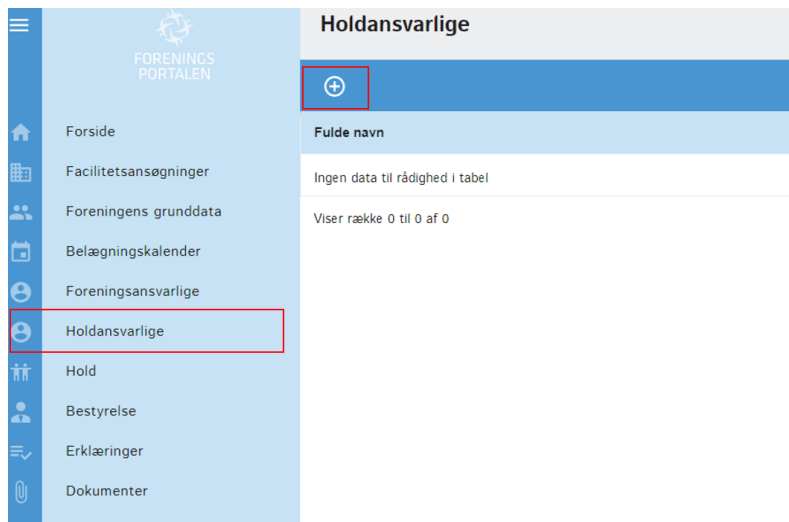 FORENINGS
PORTALEN
Forside
Facilitetsansøgninger
Foreningens grunddata
Belægningskalender
Foreningsansvarlige
Holdansvarlige
Hold
Bestyrelse
Erklæringer
Dokumenter
Holdansvarlige
Fulde navn
Ingen data til rådighed i tabel
Viser række 0 til 0 af 0